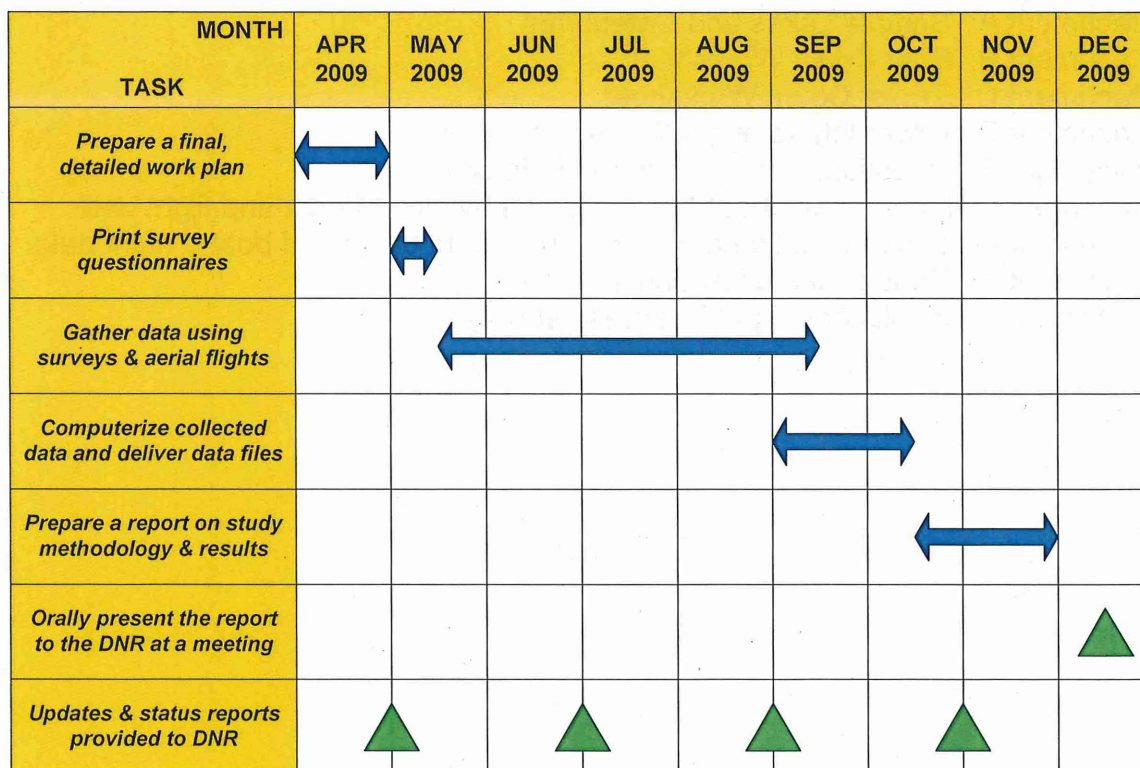 MONTH
TASK
APR
2009
MAY
2009
JUN
2009
JUL
2009
AUG
2009
SEP
2009
OCT
2009
NOV
2009
DEC
2009
Prepare a final,
detailed work plan
Print survey
questionnaires
Gather data using
surveys & aerial flights
Computerize collected
data and deliver data files
Prepare a report on study
methodology & results
Orally present the report
to the DNR at a meeting
Updates & status reports
provided to DNR